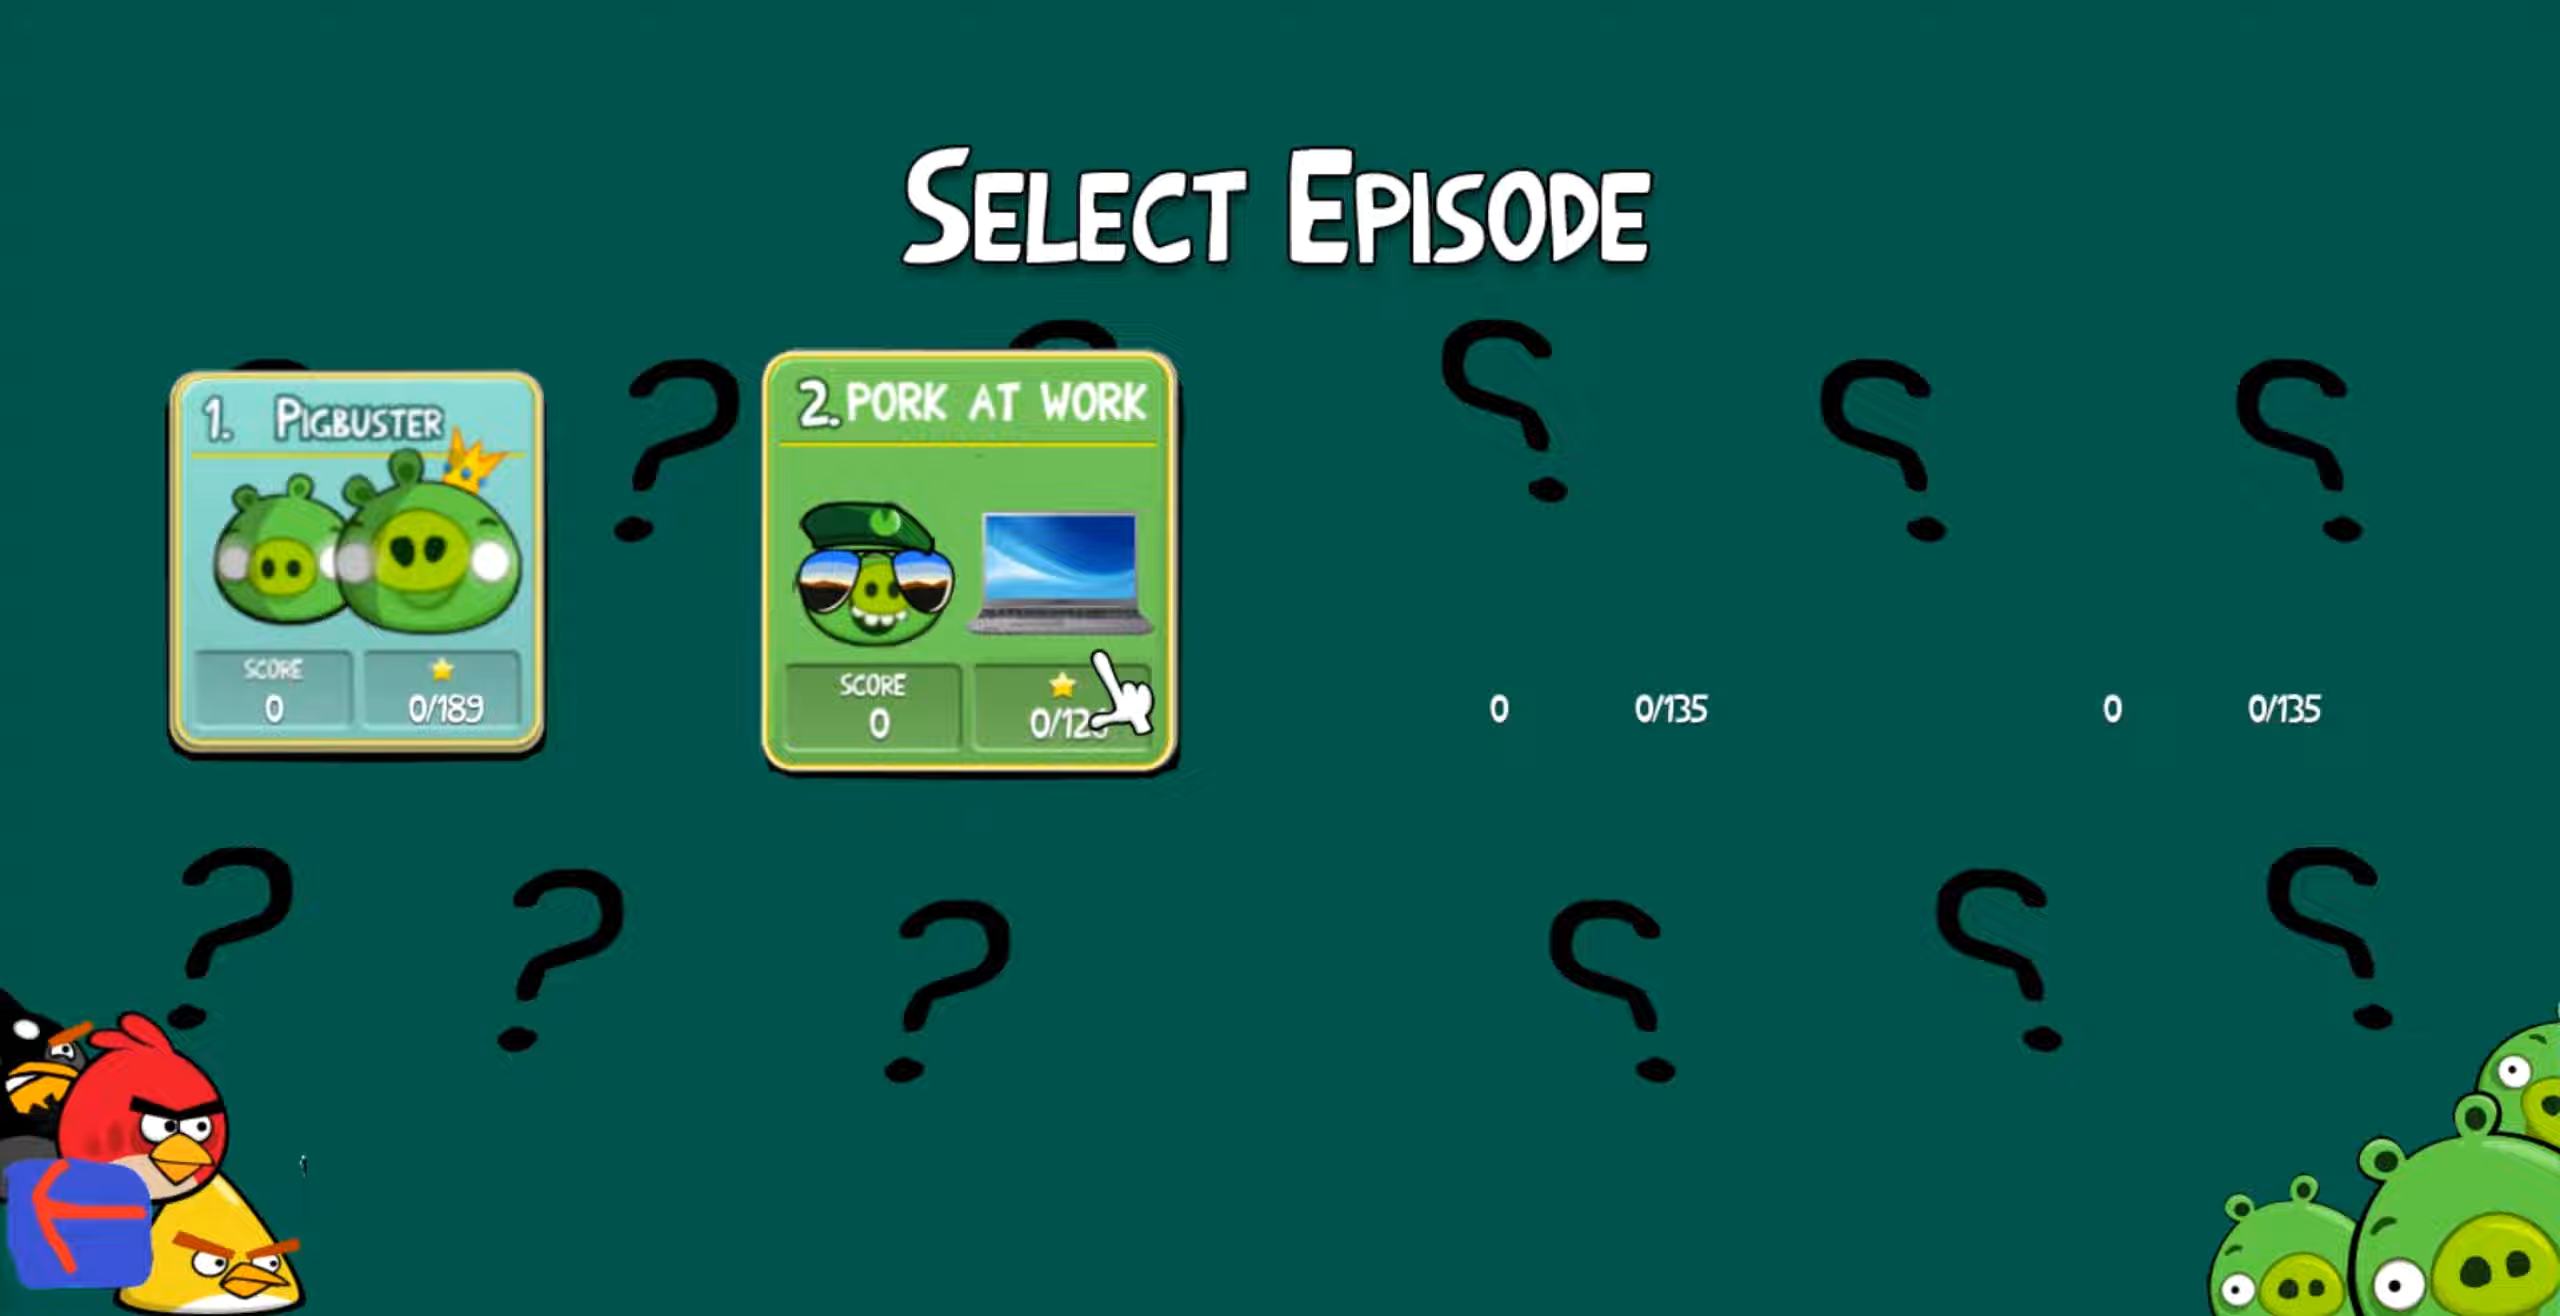 SELECT EPISODE
1. PIGBUSTER
2. PORK AT WORK
SCORE
0
0/189
SCORE
0
0 0/135
0 0/135